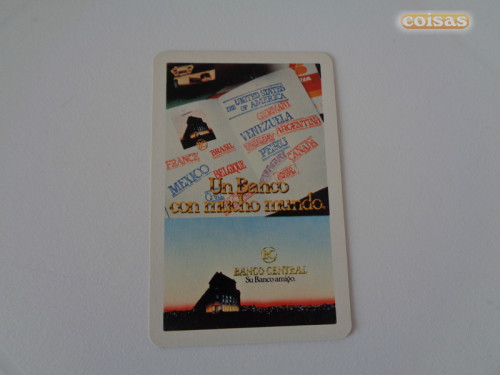 coisas
THE UNITED STATES
OF AMERICA
GERMANY
VENEZUELA
ARGENTINA
PERU
CANADA
FRANCE
BRASIL
BELGIQUE
MEXICO
Un Banco
con mucho mundo.
BANCO CENTRAL
Su Banco amigo.